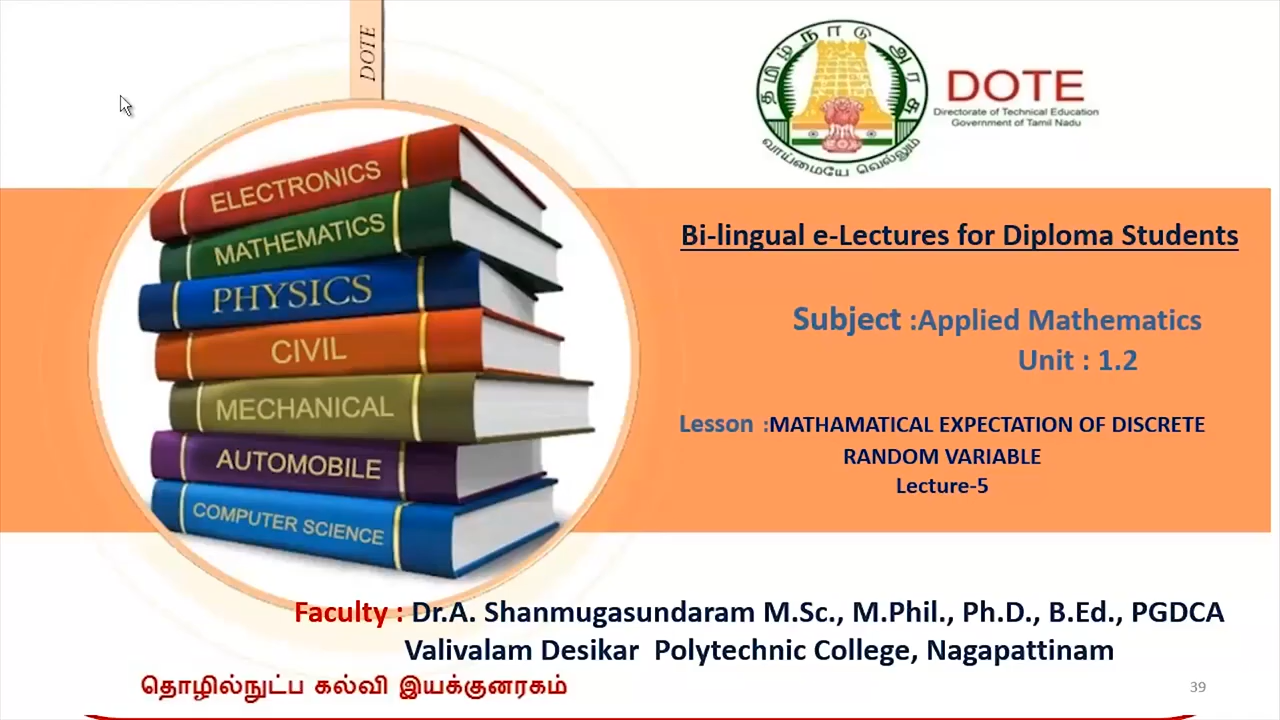 DOTE
தமிழ்நாடு அரசு
வாய்மையே வெல்லும்
DOTE
Directorate of Technical Education
Government of Tamil Nadu
ELECTRONICS
MATHEMATICS
PHYSICS
CIVIL
MECHANICAL
AUTOMOBILE
COMPUTER SCIENCE
Bi-lingual e-Lectures for Diploma Students
Subject :Applied Mathematics
Unit : 1.2
Lesson :MATHAMATICAL EXPECTATION OF DISCRETE
RANDOM VARIABLE
Lecture-5
Faculty : Dr.A. Shanmugasundaram M.Sc., M.Phil., Ph.D., B.Ed., PGDCA
Valivalam Desikar Polytechnic College, Nagapattinam
தொழில்நுட்ப கல்வி இயக்குனரகம்
39